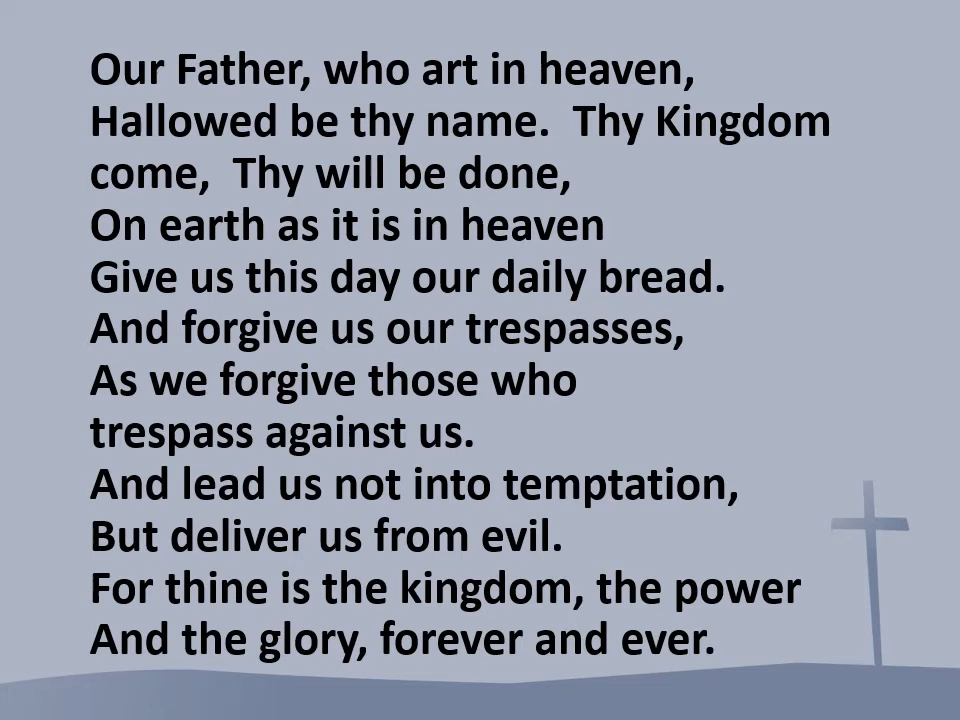 Our Father, who art in heaven,
Hallowed be thy name.  Thy Kingdom
come,  Thy will be done,
On earth as it is in heaven
Give us this day our daily bread.
And forgive us our trespasses,
As we forgive those who
trespass against us.
And lead us not into temptation,
But deliver us from evil.
For thine is the kingdom, the power
And the glory, forever and ever.